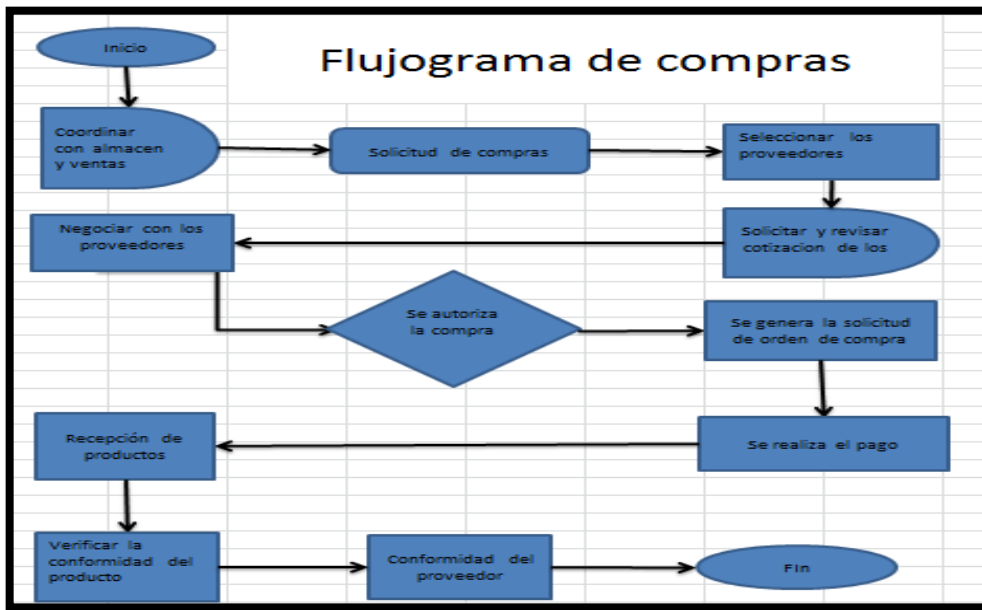 Inicio
Flujograma de compras
Coordinar
con almacen
y ventas
Solicitud de compras
Seleccionar los
proveedores
Negociar con los
proveedores
Solicitar y revisar
cotizacion de los
Se autoriza
la compra
Se genera la solicitud
de orden de compra
Recepción de
productos
Se realiza el pago
Verificar la
conformidad del
producto
Conformidad del
proveedor
FIn